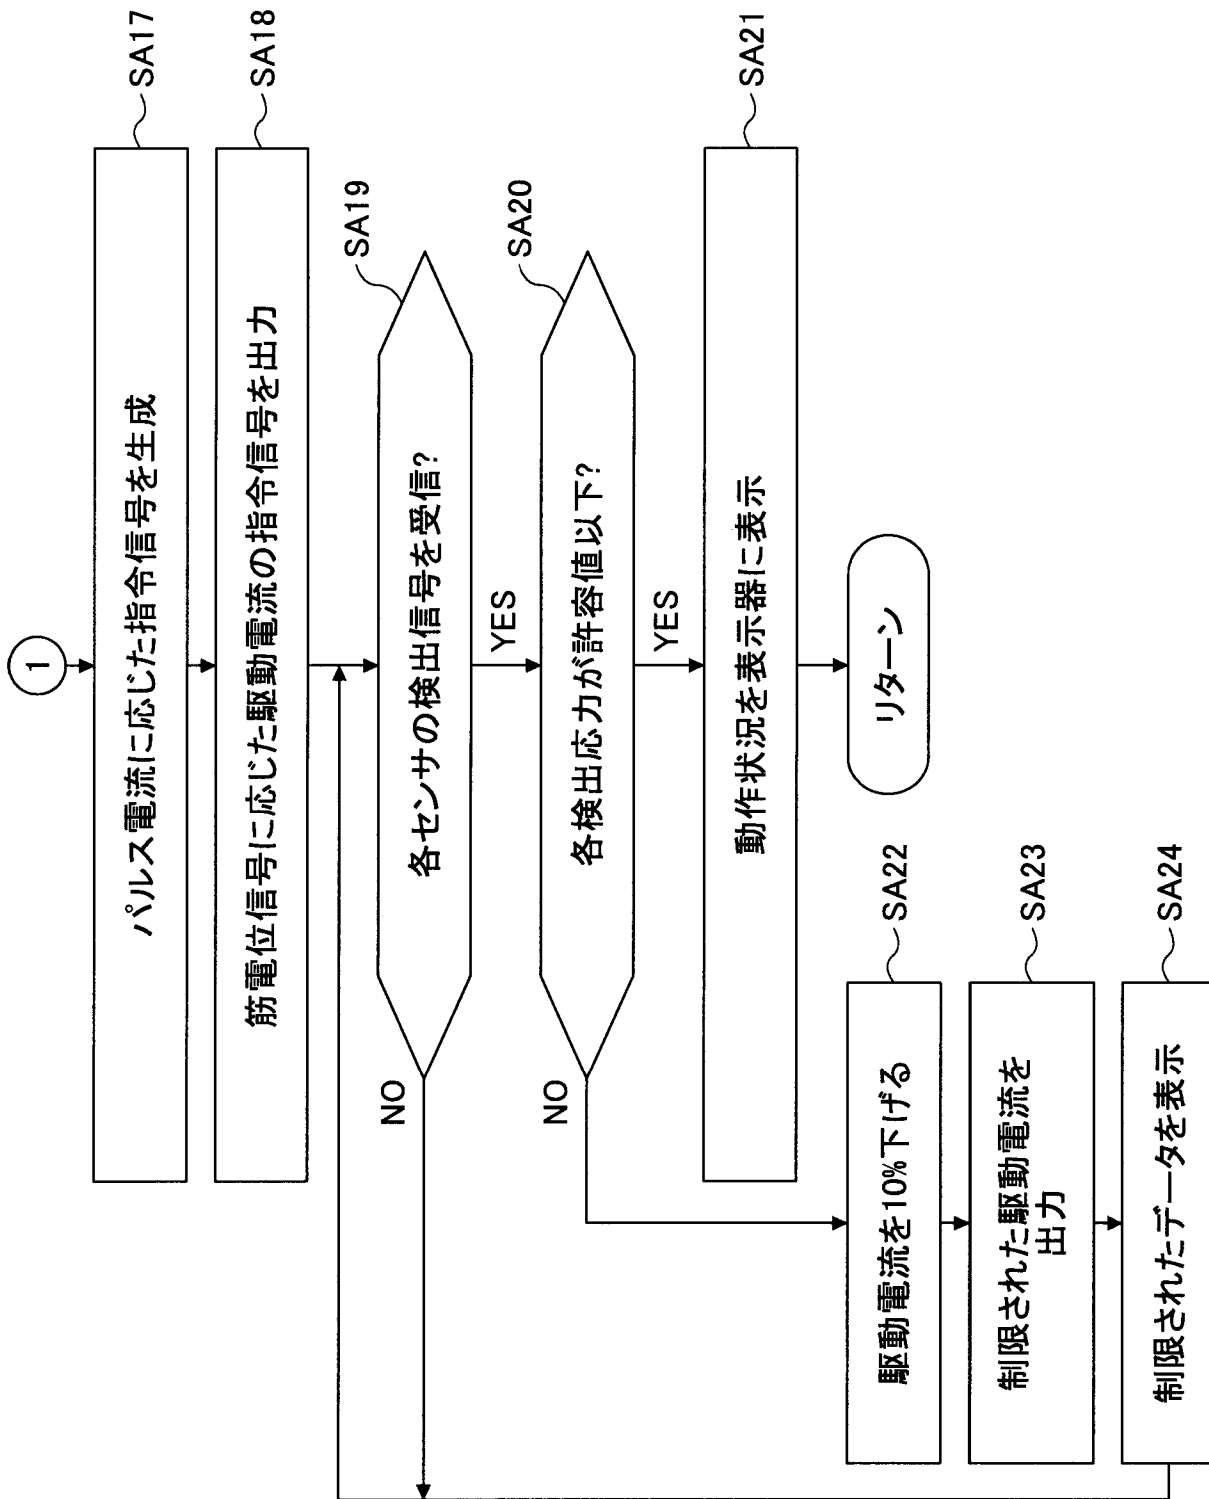 1
パルス電流に応じた指令信号を生成
SA17
筋電位信号に応じた駆動電流の指令信号を出力
SA18
各センサの検出信号を受信?
SA19
NO
YES
各検出応力が許容値以下?
SA20
NO
YES
動作状況を表示器に表示
SA21
リターン
駆動電流を10%下げる
SA22
制限された駆動電流を
出力
SA23
制限されたデータを表示
SA24